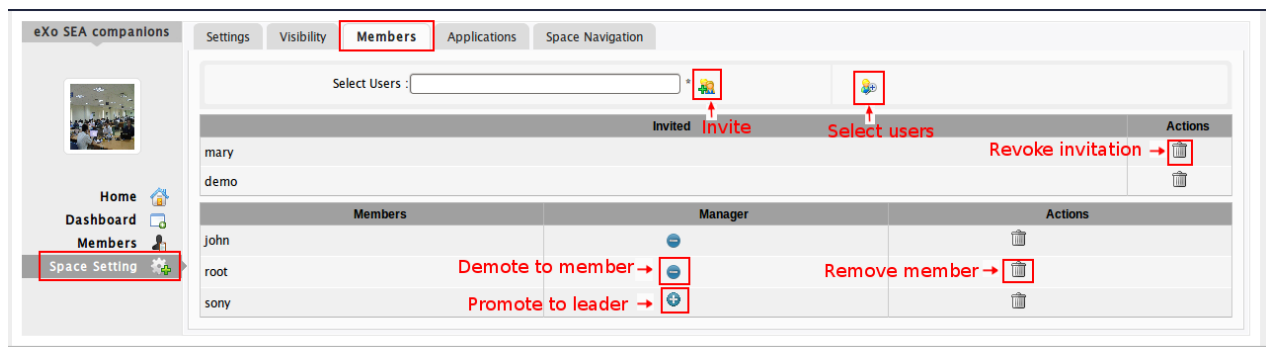 eXo SEA companions
Settings Visibility Members Applications Space Navigation
Select Users : *
Invite
Select users
Invited Actions
mary
Revoke invitation
demo
Members Manager Actions
john
root
Demote to member
Remove member
sony
Promote to leader
Home
Dashboard
Members
Space Setting